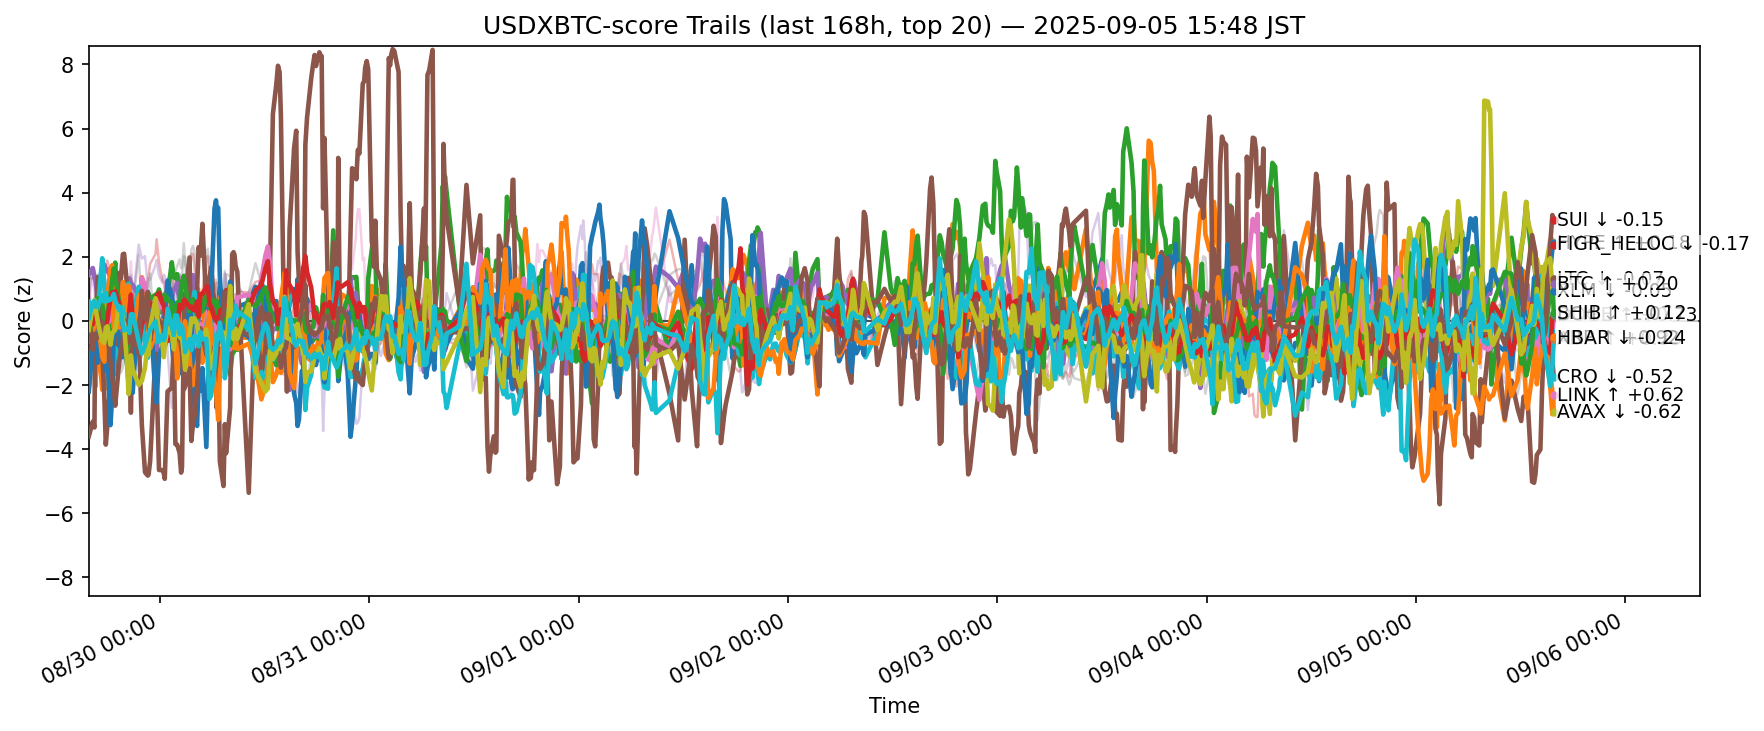 USDXBTC-score Trails (last 168h, top 20) — 2025-09-05 15:48 JST
Score (z)
8
6
4
2
0
−2
−4
−6
−8
SUI ↓ -0.15
FIGR_HELOC ↓ -0.17
BTC ↑ +0.20
XLM ↓
SHIB ↑ +0.12
HBAR ↓ -0.24
CRO ↓ -0.52
LINK ↑ +0.62
AVAX ↓ -0.62
08/30 00:00
08/31 00:00
09/01 00:00
09/02 00:00
09/03 00:00
09/04 00:00
09/05 00:00
09/06 00:00
Time